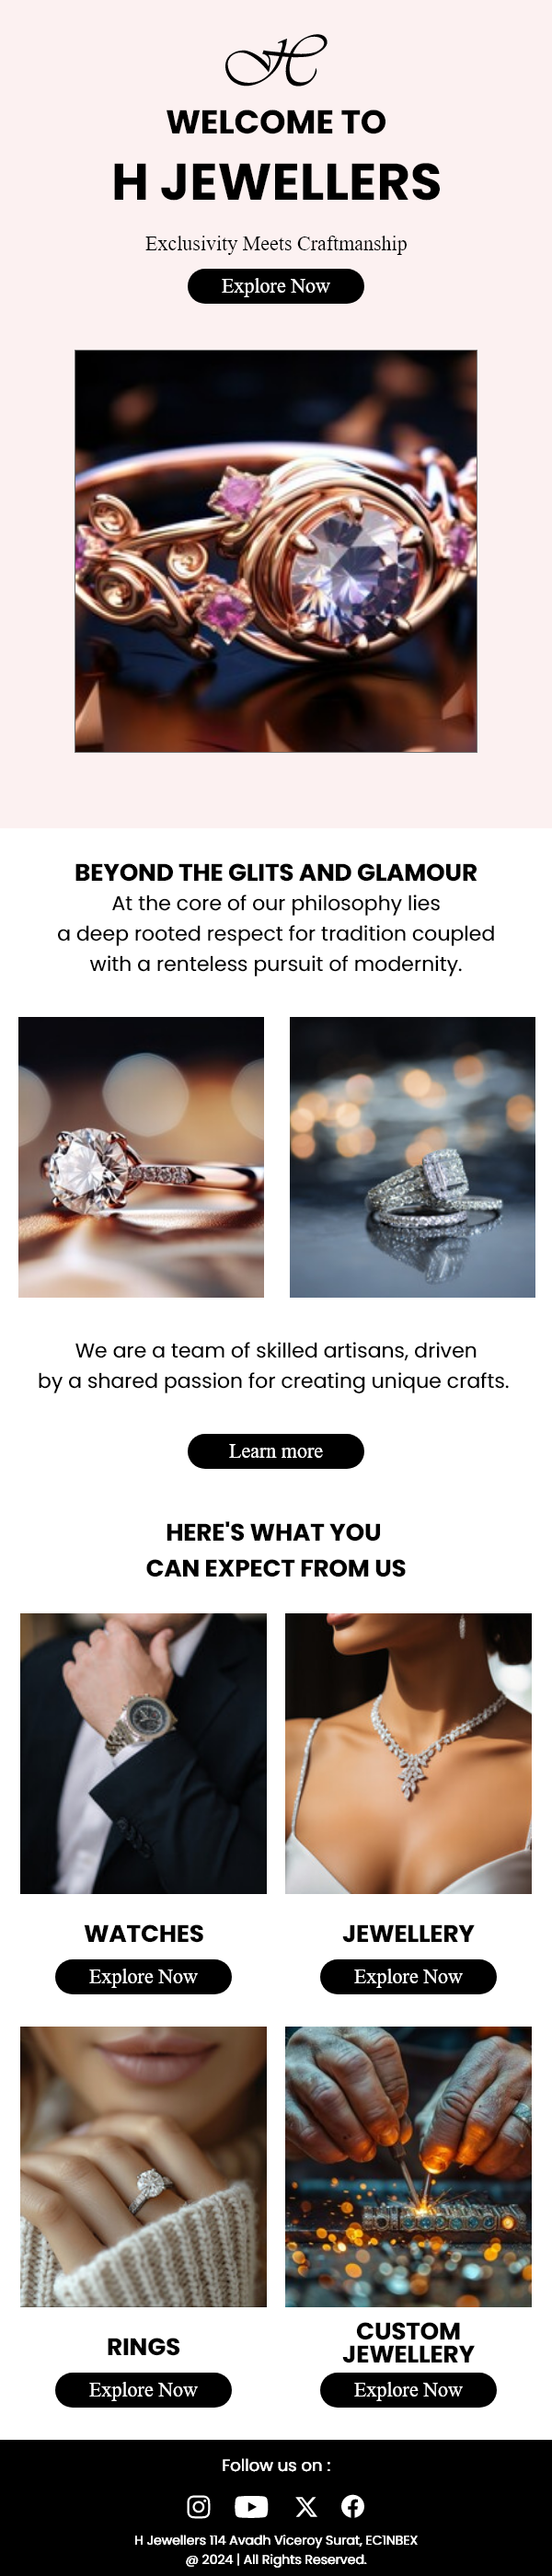 H
WELCOME TO
H JEWELLERS
Exclusivity Meets Craftmanship
Explore Now
BEYOND THE GLITS AND GLAMOUR
At the core of our philosophy lies
a deep rooted respect for tradition coupled
with a renteless pursuit of modernity.
We are a team of skilled artisans, driven
by a shared passion for creating unique crafts.
Learn more
HERE'S WHAT YOU
CAN EXPECT FROM US
WATCHES
JEWELLERY
Explore Now
Explore Now
RINGS
CUSTOM
JEWELLERY
Explore Now
Explore Now
Follow us on :
H Jewellers 114 Avadh Viceroy Surat, EC1NBEX
@ 2024 | All Rights Reserved.